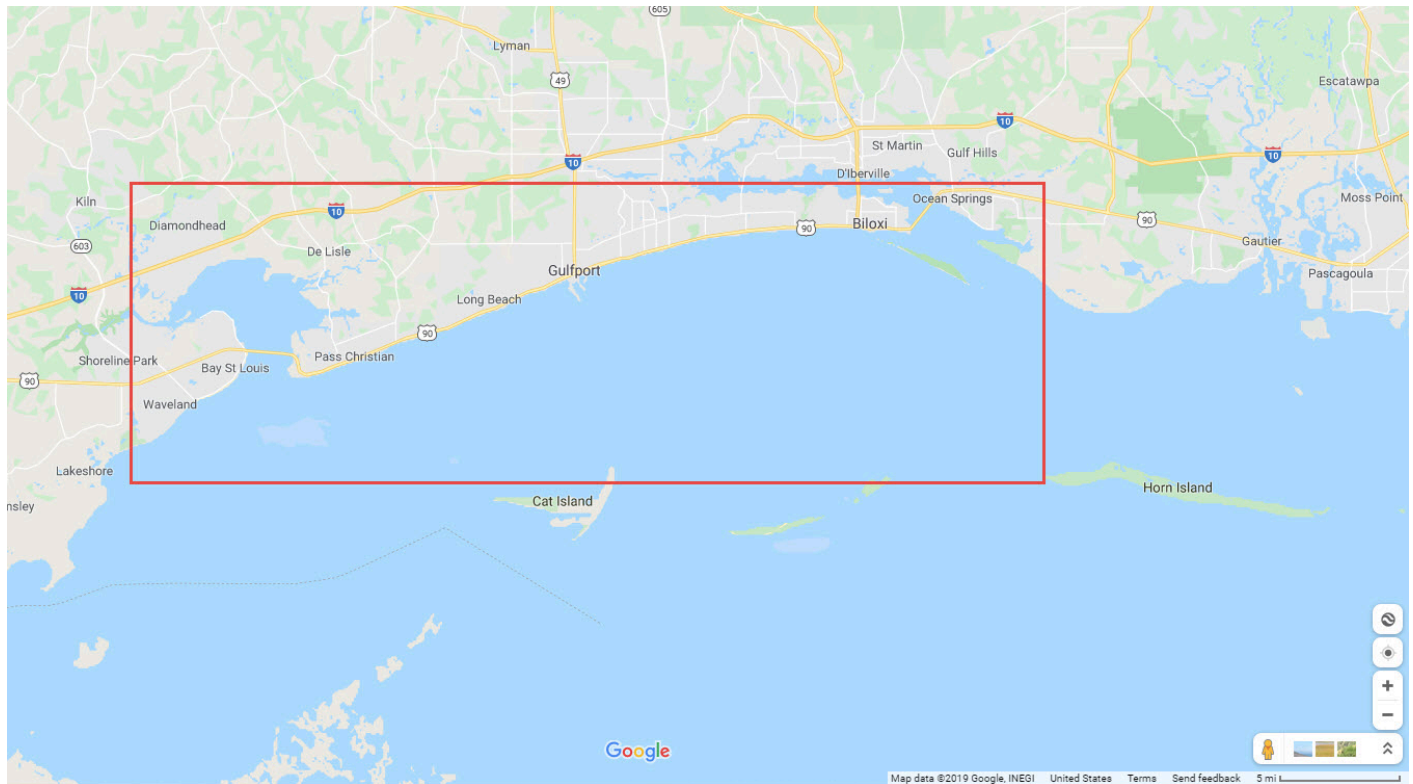 605
Lyman
49
Escatawpa
10
St Martin
Gulf Hills
10
10
D'Iberville
Kiln
Ocean Springs
Moss Point
10
Diamondhead
90
Biloxi
90
603
De Lisle
Gautier
Gulfport
Pascagoula
10
Long Beach
90
Shoreline Park
Pass Christian
Bay St Louis
90
Waveland
Lakeshore
Horn Island
Cat Island
nsley
Google
Map data ©2019 Google, INEGI United States Terms Send feedback 5 mi